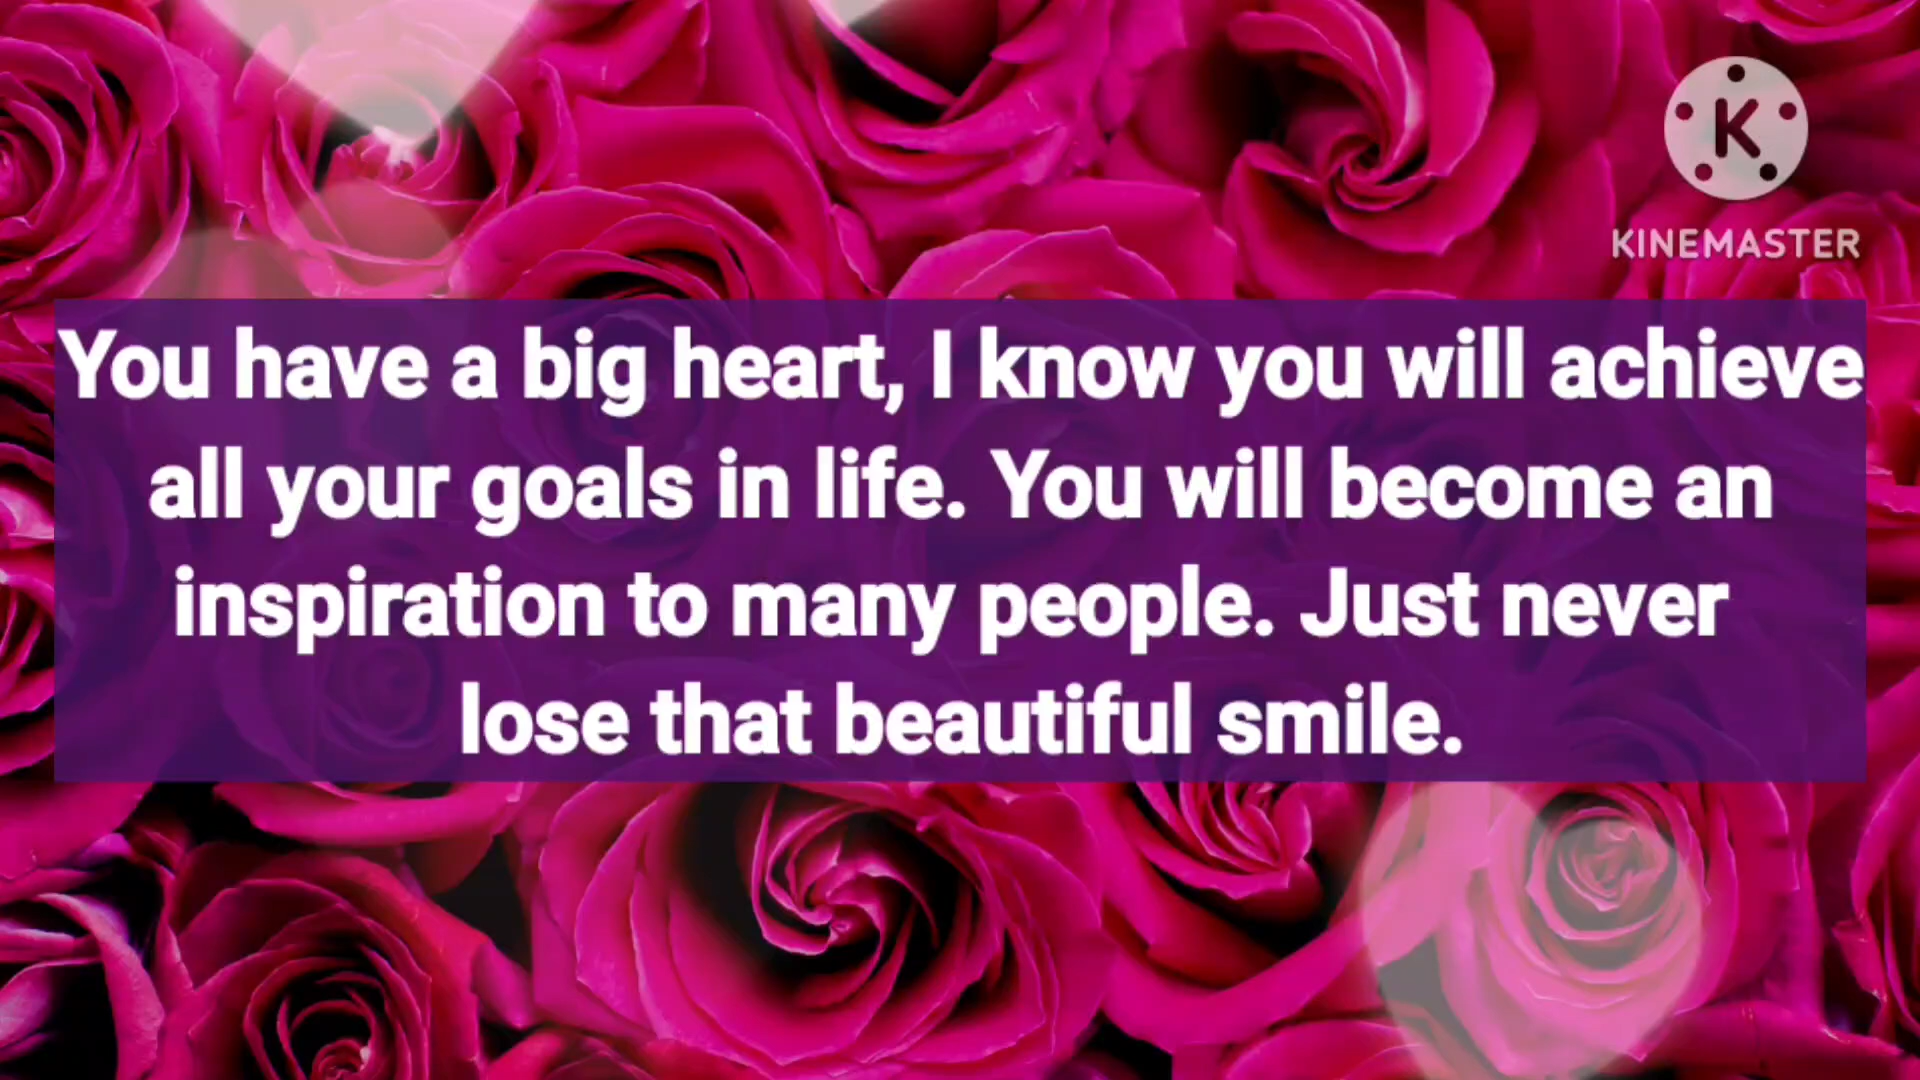 K
KINEMASTER
You have a big heart, I know you will achieve
all your goals in life. You will become an
inspiration to many people. Just never
lose that beautiful smile.